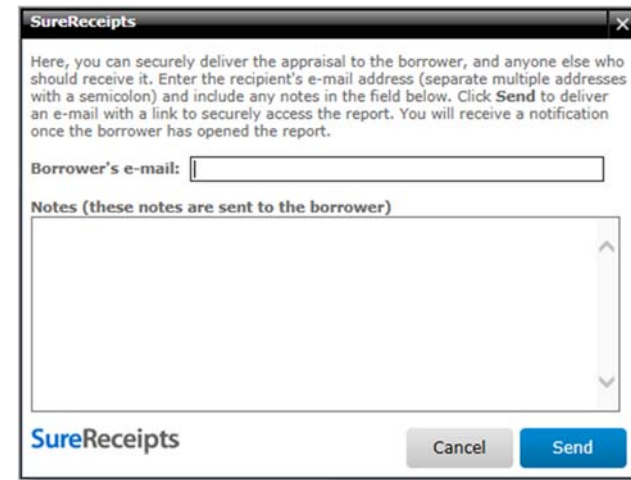 SureReceipts
Here, you can securely deliver the appraisal to the borrower, and anyone else who
should receive it. Enter the recipient's e-mail address (separate multiple addresses
with a semicolon) and include any notes in the field below. Click Send to deliver
an e-mail with a link to securely access the report. You will receive a notification
once the borrower has opened the report.
Borrower's e-mail:
Notes (these notes are sent to the borrower)
SureReceipts
Cancel
Send